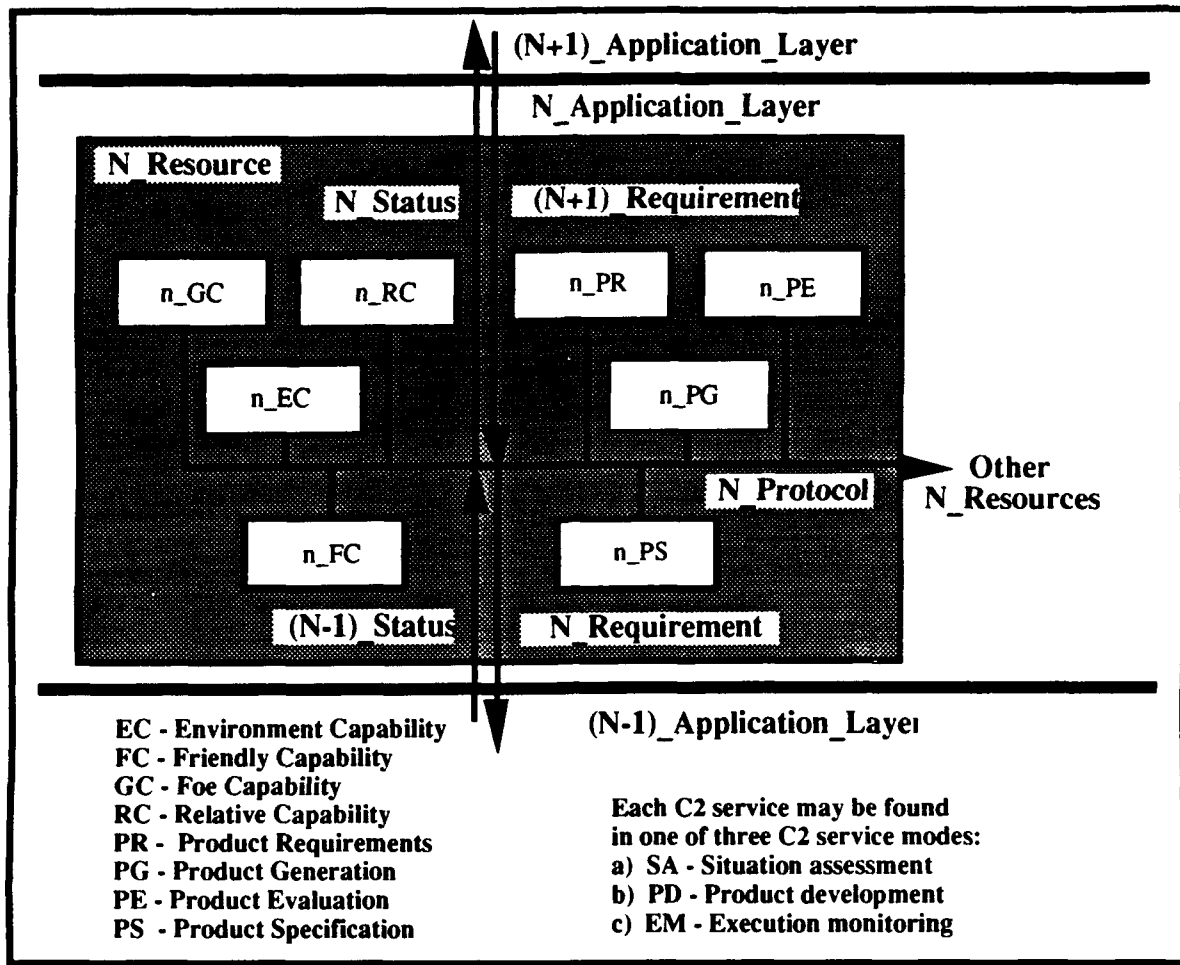 (N+1)_Application_Layer
N_Application_Layer
N_Resource
N_Status
(N+1)_Requirement
n_GC
n_RC
n_PR
n_PE
n_EC
n_PG
Other
N_Resources
N_Protocol
n_FC
n_PS
(N-1)_Status
N_Requirement
(N-1)_Application_Layer
EC - Environment Capability
FC - Friendly Capability
GC - Foe Capability
RC - Relative Capability
PR - Product Requirements
PG - Product Generation
PE - Product Evaluation
PS - Product Specification
Each C2 service may be found
in one of three C2 service modes:
a) SA - Situation assessment
b) PD - Product development
c) EM - Execution monitoring